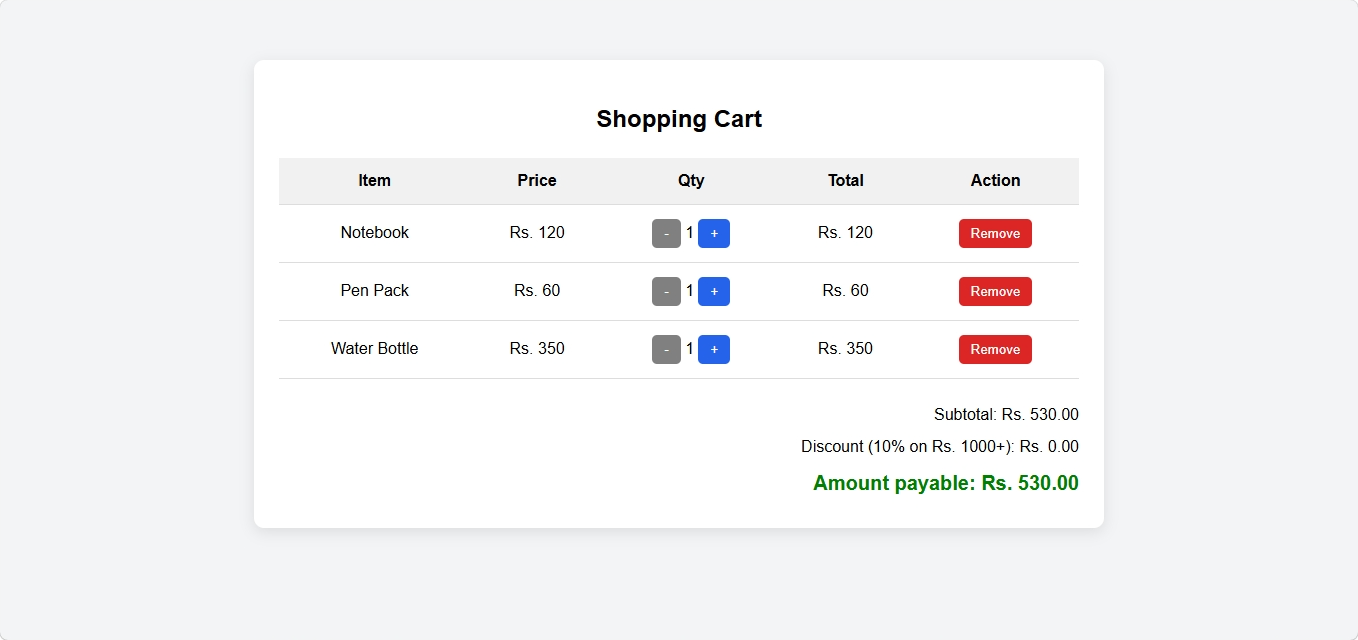 Shopping Cart
Item Price Qty Total Action
Notebook Rs. 120 - 1 + Rs. 120 Remove
Pen Pack Rs. 60 - 1 + Rs. 60 Remove
Water Bottle Rs. 350 - 1 + Rs. 350 Remove
Subtotal: Rs. 530.00
Discount (10% on Rs. 1000+): Rs. 0.00
Amount payable: Rs. 530.00